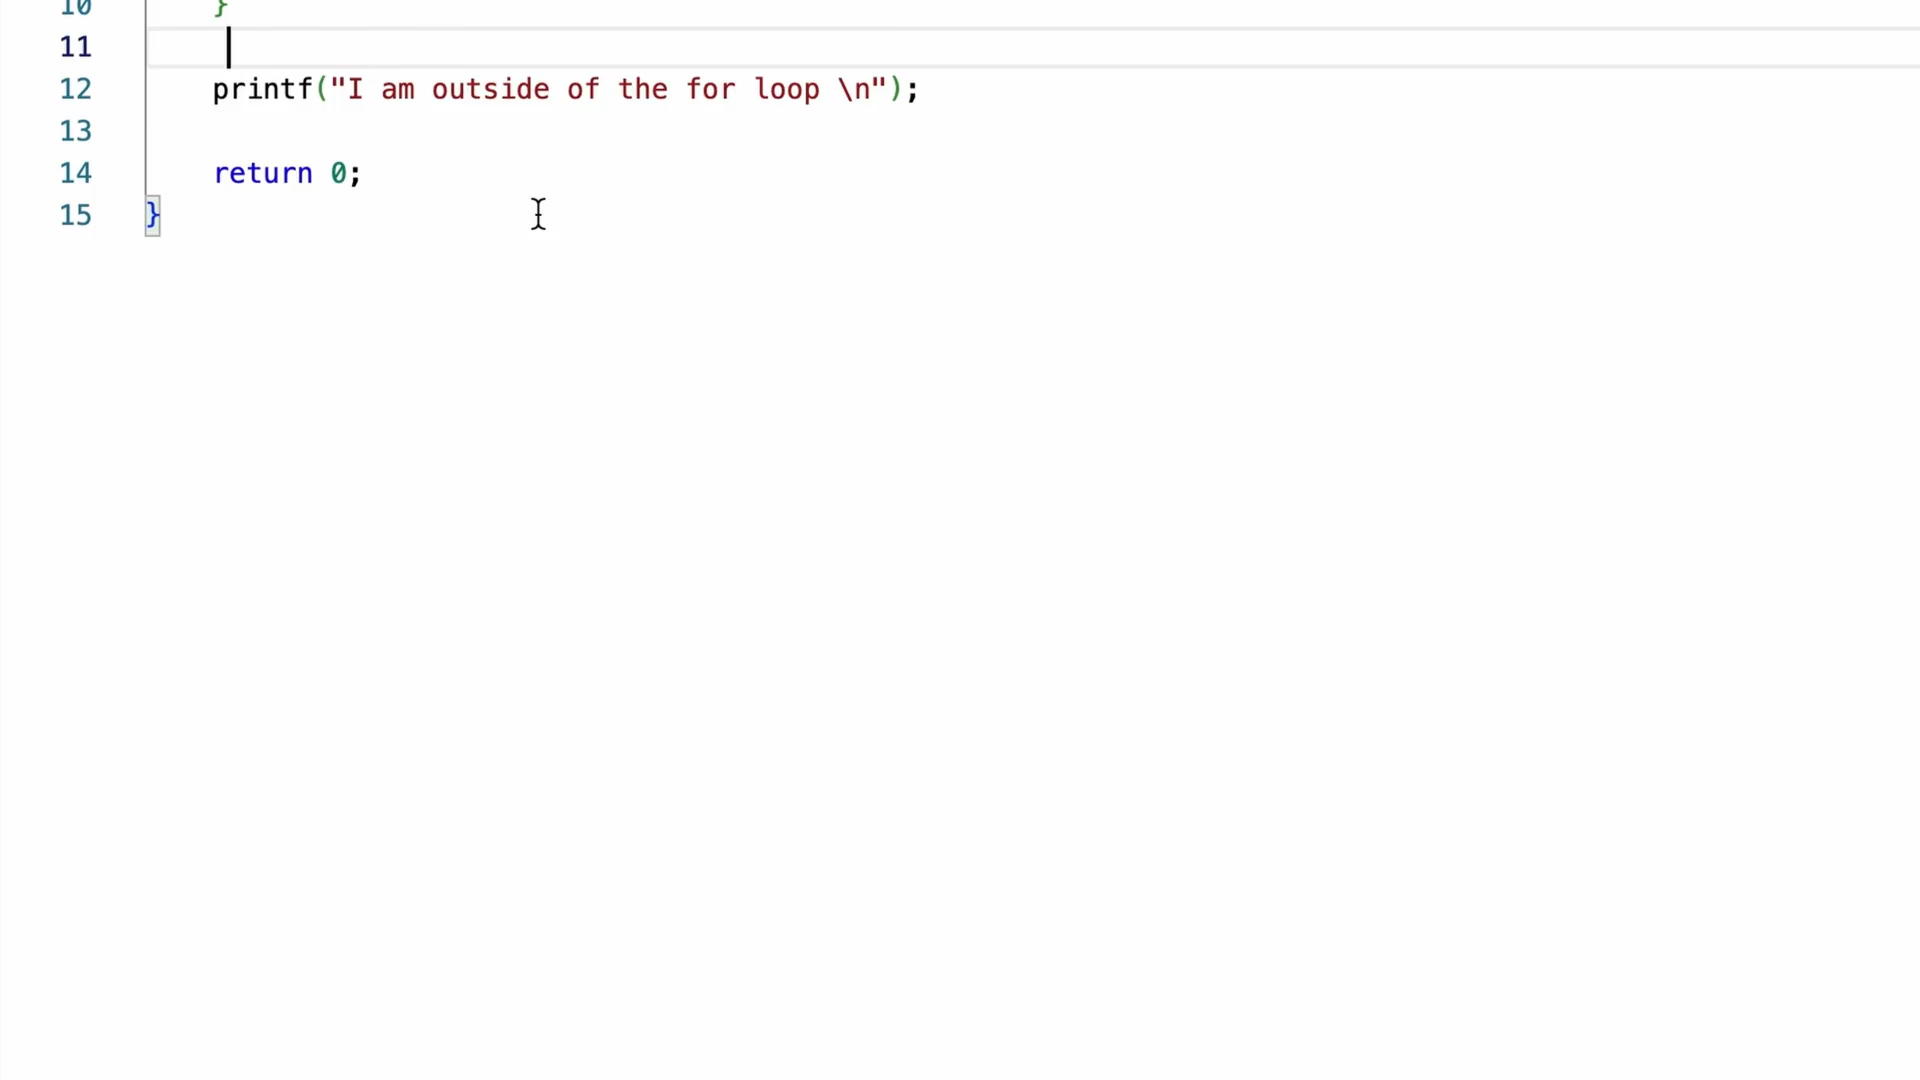 10 }
11
12 printf("I am outside of the for loop \n");
13
14 return 0;
15 }